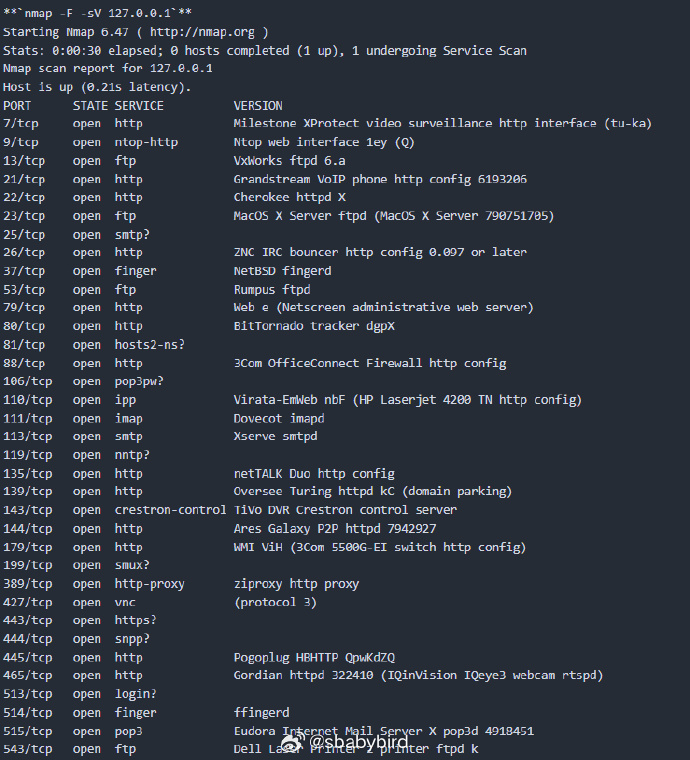 **`nmap -F -sV 127.0.0.1`**
Starting Nmap 6.47 ( http://nmap.org )
Stats: 0:00:30 elapsed; 0 hosts completed (1 up), 1 undergoing Service Scan
Nmap scan report for 127.0.0.1
Host is up (0.21s latency).
PORT STATE SERVICE VERSION
7/tcp open http Milestone XProtect video surveillance http interface (tu-ka)
9/tcp open ntop-http Ntop web interface 1ey (Q)
13/tcp open ftp VxWorks ftpd 6.a
21/tcp open http Grandstream VoIP phone http config 6193206
22/tcp open http Cherokee httpd X
23/tcp open ftp MacOS X Server ftpd (MacOS X Server 790751705)
25/tcp open smtp?
26/tcp open http ZNC IRC bouncer http config 0.097 or later
37/tcp open finger NetBSD fingerd
53/tcp open ftp Rumpus ftpd
79/tcp open http Web e (Netscreen administrative web server)
80/tcp open http BitTornado tracker dgpX
81/tcp open hosts2-ns?
88/tcp open http 3Com OfficeConnect Firewall http config
106/tcp open pop3pw?
110/tcp open ipp Virata-EmWeb nbF (HP Laserjet 4200 TN http config)
111/tcp open imap Dovecot imapd
113/tcp open smtp Xserve smtpd
119/tcp open nntp?
135/tcp open http netTALK Duo http config
139/tcp open http Oversee Turing httpd kC (domain parking)
143/tcp open crestron-control TiVo DVR Crestron control server
144/tcp open http Ares Galaxy P2P httpd 7942927
179/tcp open http WMI ViH (3Com 5500G-EI switch http config)
199/tcp open smux?
389/tcp open http-proxy ziproxy http proxy
427/tcp open vnc (protocol 3)
443/tcp open https?
444/tcp open snpp?
445/tcp open http Pogoplug HBHTTP QpwKdZQ
465/tcp open http Gordian httpd 322410 (IQinVision IQeye3 webcam rtspd)
513/tcp open login?
514/tcp open finger ffingerd
515/tcp open pop3 Eudora Internet Mail Server X pop3d 4918451
543/tcp open ftp Dell Laser Printer z printer ftpd k
@sbabybird